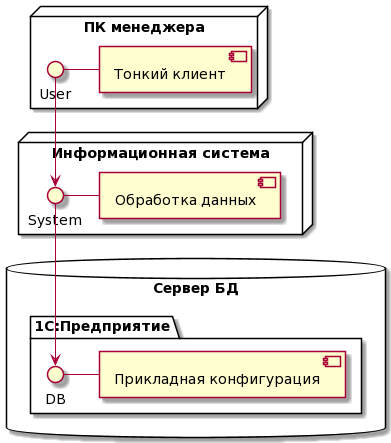 ПК менеджера
Тонкий клиент
User
Информационная система
Обработка данных
System
Сервер БД
1С:Предприятие
Прикладная конфигурация
DB